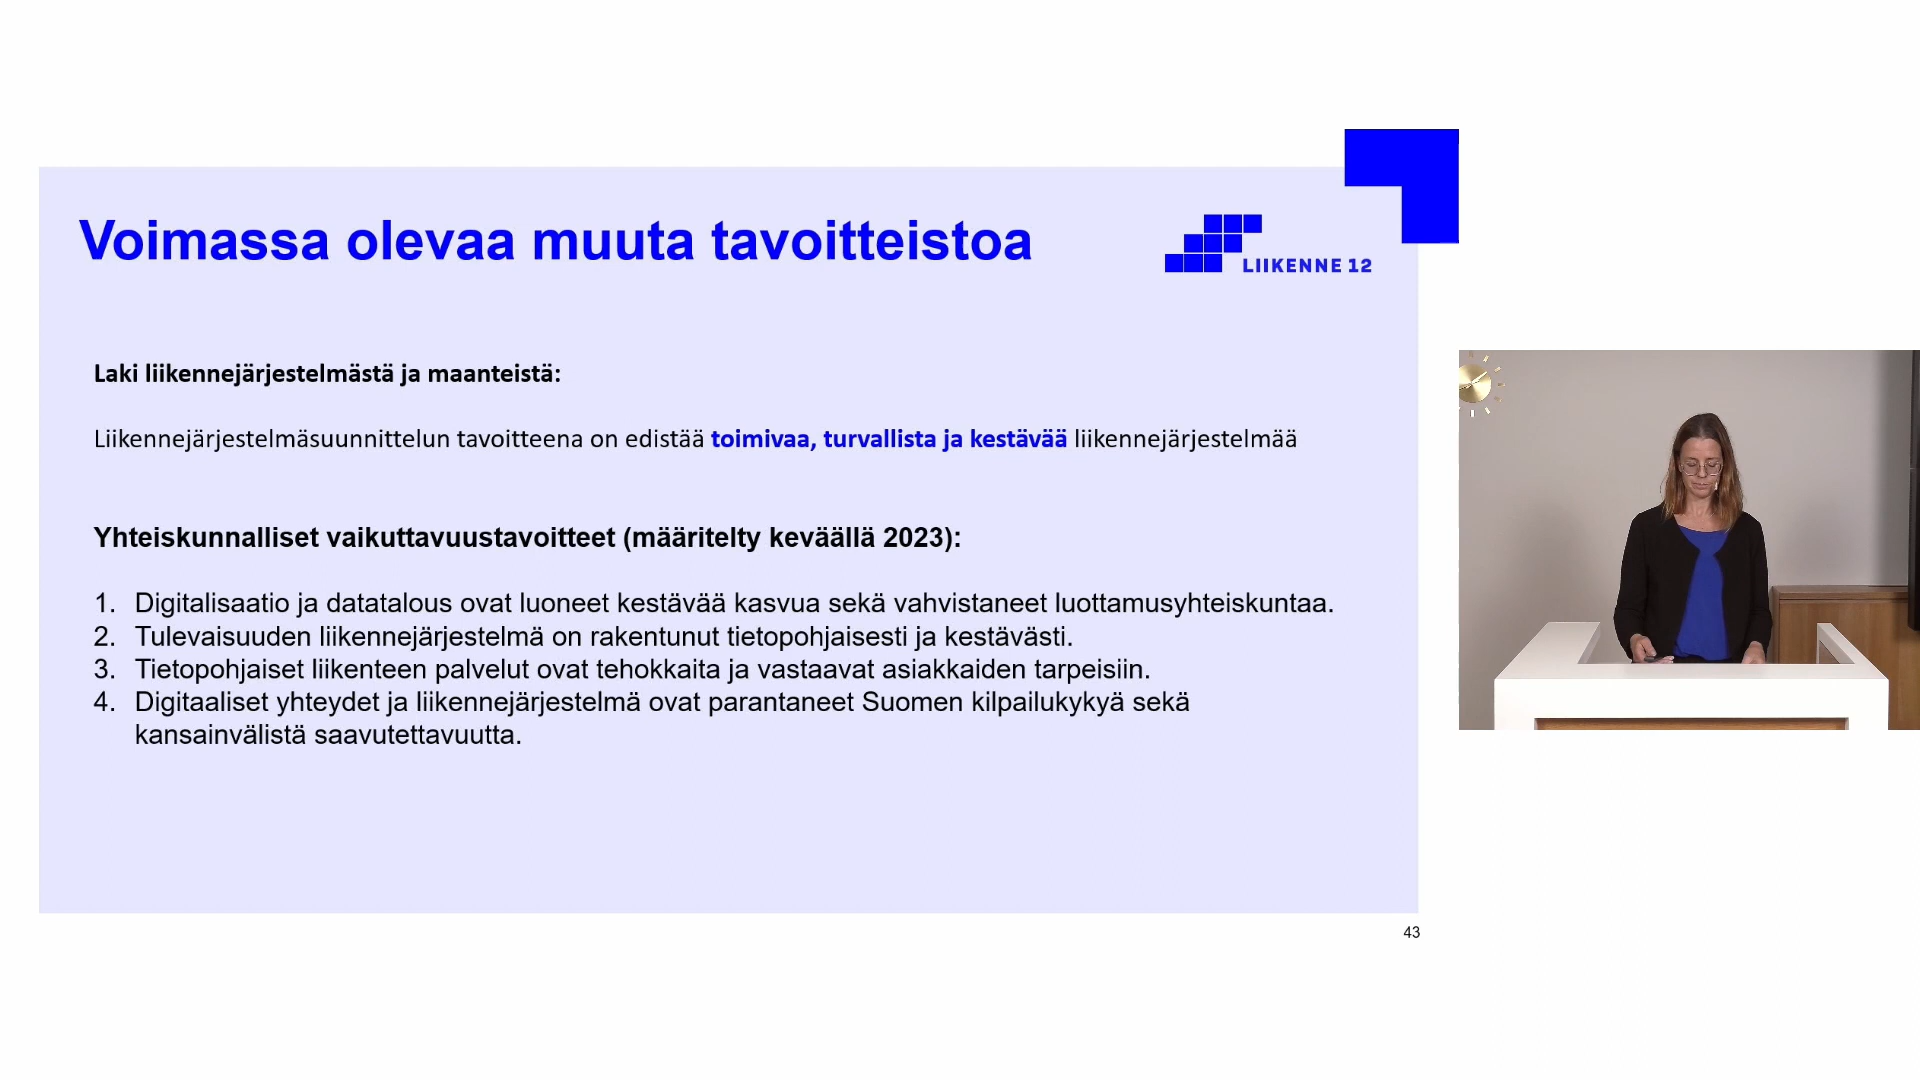 Voimassa olevaa muuta tavoitteistoa
LIIKENNE 12
Laki liikennejärjestelmästä ja maanteistä:
Liikennejärjestelmäsuunnittelun tavoitteena on edistää toimivaa, turvallista ja kestävää liikennejärjestelmää
Yhteiskunnalliset vaikuttavuustavoitteet (määritelty keväällä 2023):
1. Digitalisaatio ja datatalous ovat luoneet kestävää kasvua sekä vahvistaneet luottamusyhteiskuntaa.
2. Tulevaisuuden liikennejärjestelmä on rakentunut tietopohjaisesti ja kestävästi.
3. Tietopohjaiset liikenteen palvelut ovat tehokkaita ja vastaavat asiakkaiden tarpeisiin.
4. Digitaaliset yhteydet ja liikennejärjestelmä ovat parantaneet Suomen kilpailukykyä sekä
kansainvälistä saavutettavuutta.
43